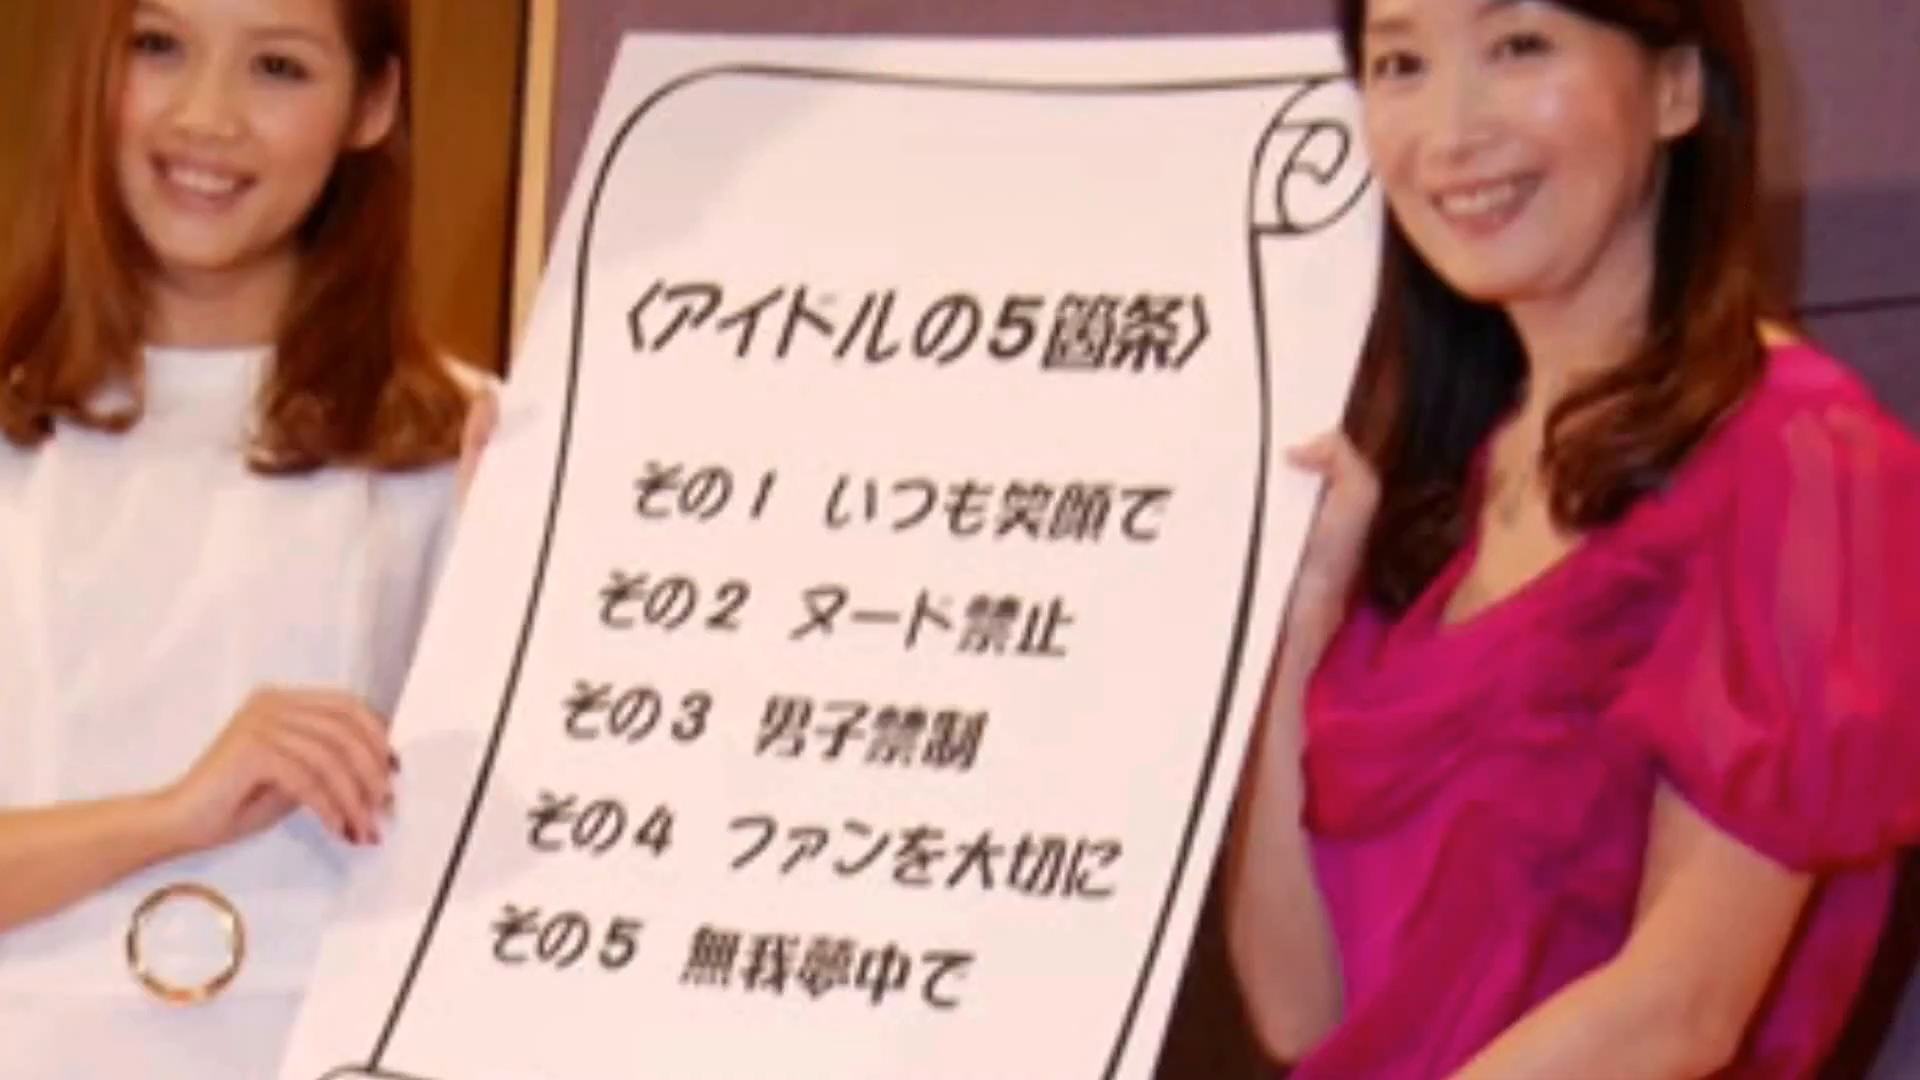 〈アイドルの5箇条〉
その1 いつも笑顔で
その2 ヌード禁止
その3 男子禁制
その4 ファンを大切に
その5 無我夢中で